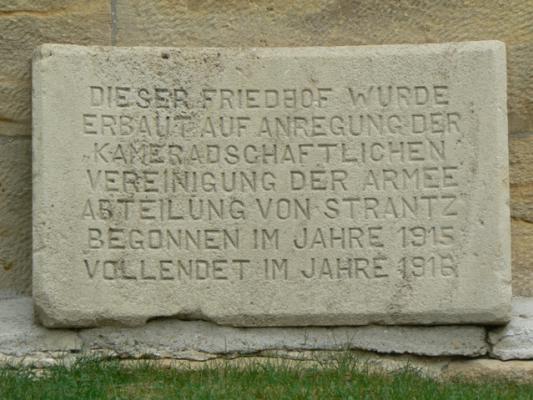 DIESER FRIEDHOF WURDE
ERBAUT AUF ANREGUNG DER
KAMERADSCHAFTLICHEN
VEREINIGUNG DER ARMEE
ABTEILUNG VON STRANTZ
BEGONNEN IM JAHRE 1915
VOLLENDET IM JAHRE 1916